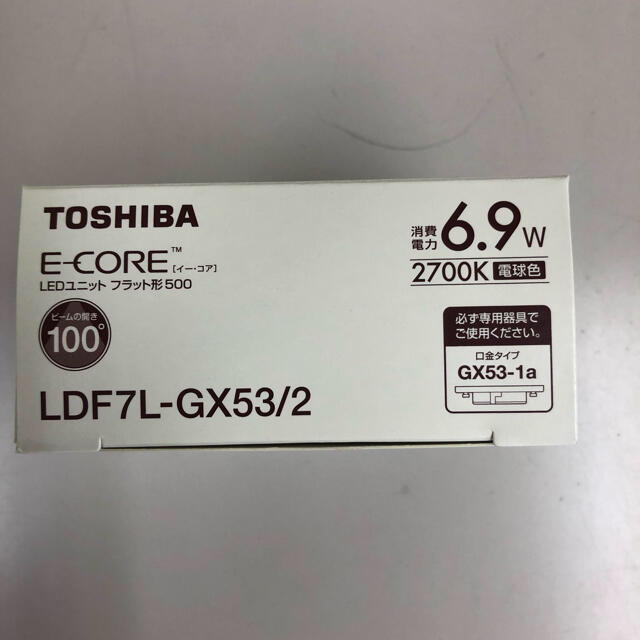 TOSHIBA
E-CORE™ [イー・コア]
LEDユニット フラット形500
ビームの開き
100°
LDF7L-GX53/2
消費電力 6.9W
2700K 電球色
必ず専用器具で
ご使用ください。
口金タイプ
GX53-1a